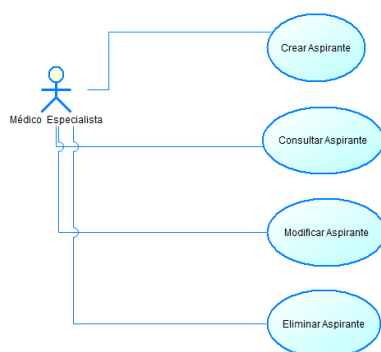 Crear Aspirante
Médico Especialista
Consultar Aspirante
Modificar Aspirante
Eliminar Aspirante